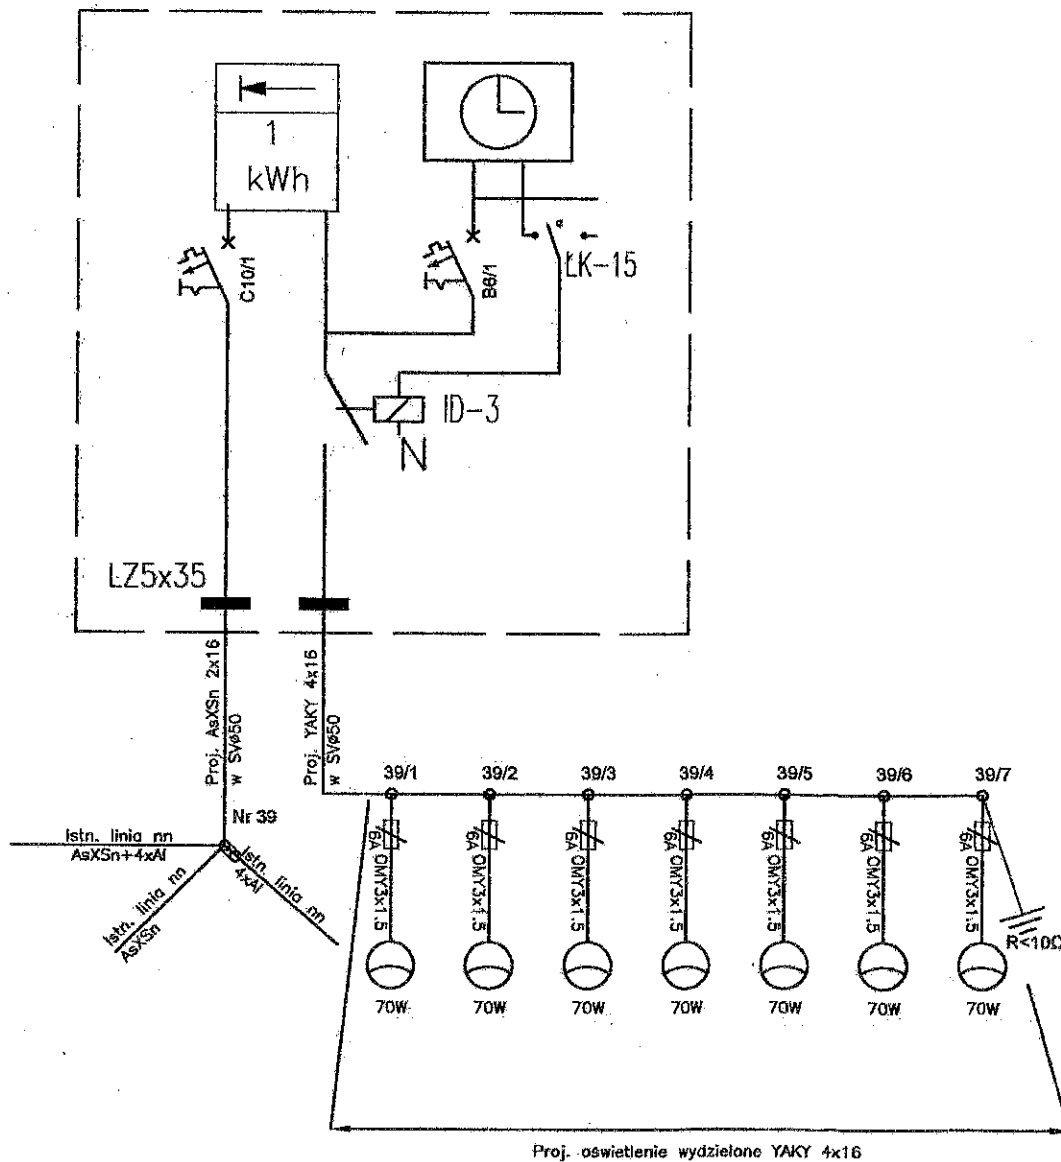 1
kWh
C10/1
B6/1
ŁK-15
ID-3
N
LZ5x35
Proj. AsXSn 2x16
w SVø50
Proj. YAKY 4x16
w SVø50
Nr 39
Istn. linia nn
AsXSn+4xAl
Istn. linia nn
AsXSn
Istn. linia nn
4xAl
39/1
39/2
39/3
39/4
39/5
39/6
39/7
6A
OMY3x1.5
6A
OMY3x1.5
6A
OMY3x1.5
6A
OMY3x1.5
6A
OMY3x1.5
6A
OMY3x1.5
6A
OMY3x1.5
R<10Ω
70W
70W
70W
70W
70W
70W
70W
Proj. oswietlenie wydzielone YAKY 4x16